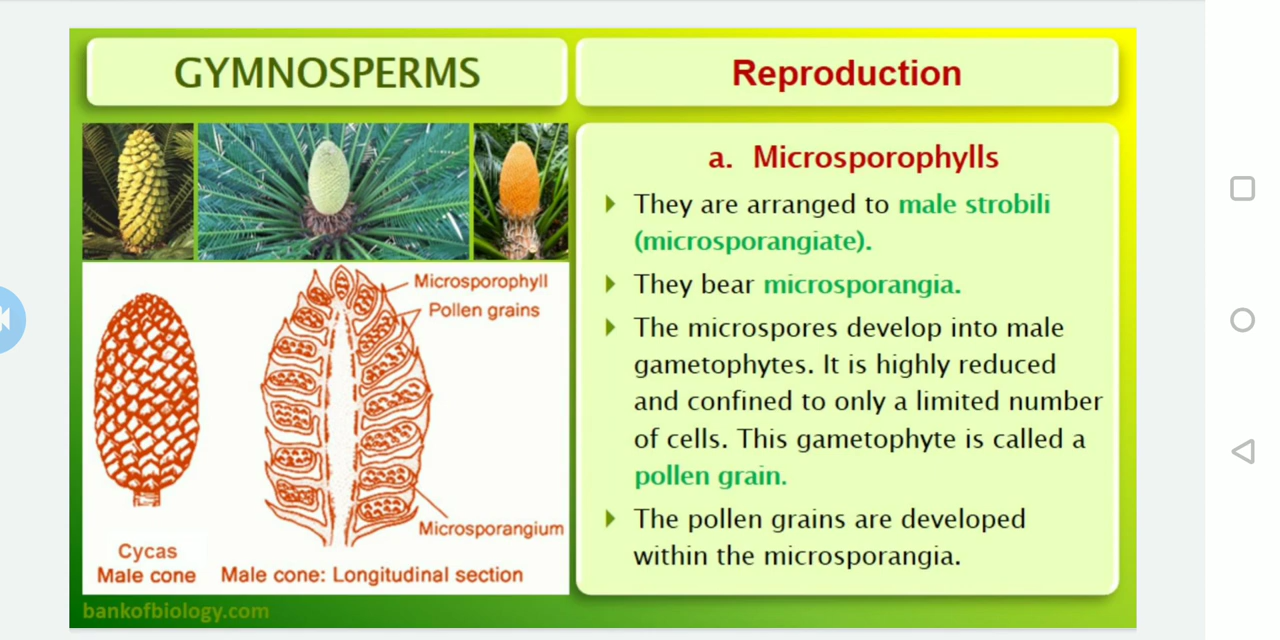 GYMNOSPERMS
Reproduction
Microsporophyll
Pollen grains
Microsporangium
Cycas
Male cone
Male cone: Longitudinal section
a. Microsporophylls
They are arranged to male strobili
(microsporangiate).
They bear microsporangia.
The microspores develop into male
gametophytes. It is highly reduced
and confined to only a limited number
of cells. This gametophyte is called a
pollen grain.
The pollen grains are developed
within the microsporangia.
bankofbiology.com